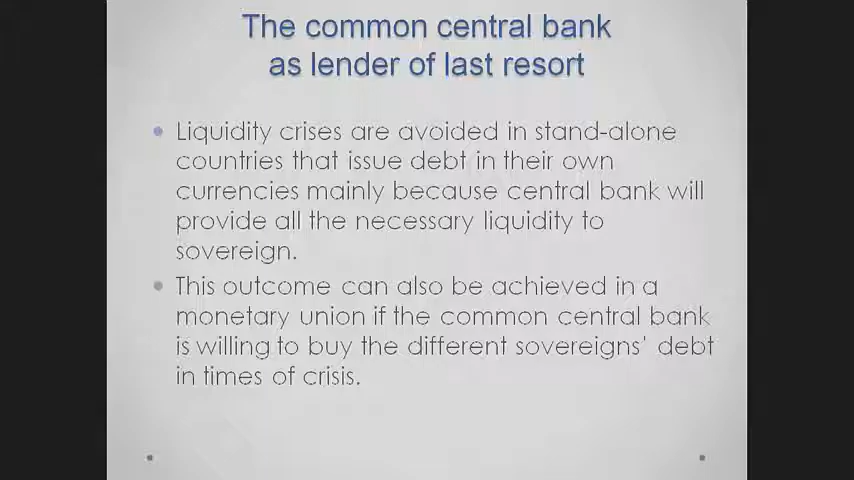 The common central bank
as lender of last resort
Liquidity crises are avoided in stand-alone
countries that issue debt in their own
currencies mainly because central bank will
provide all the necessary liquidity to
sovereign.
This outcome can also be achieved in a
monetary union if the common central bank
is willing to buy the different sovereigns' debt
in times of crisis.